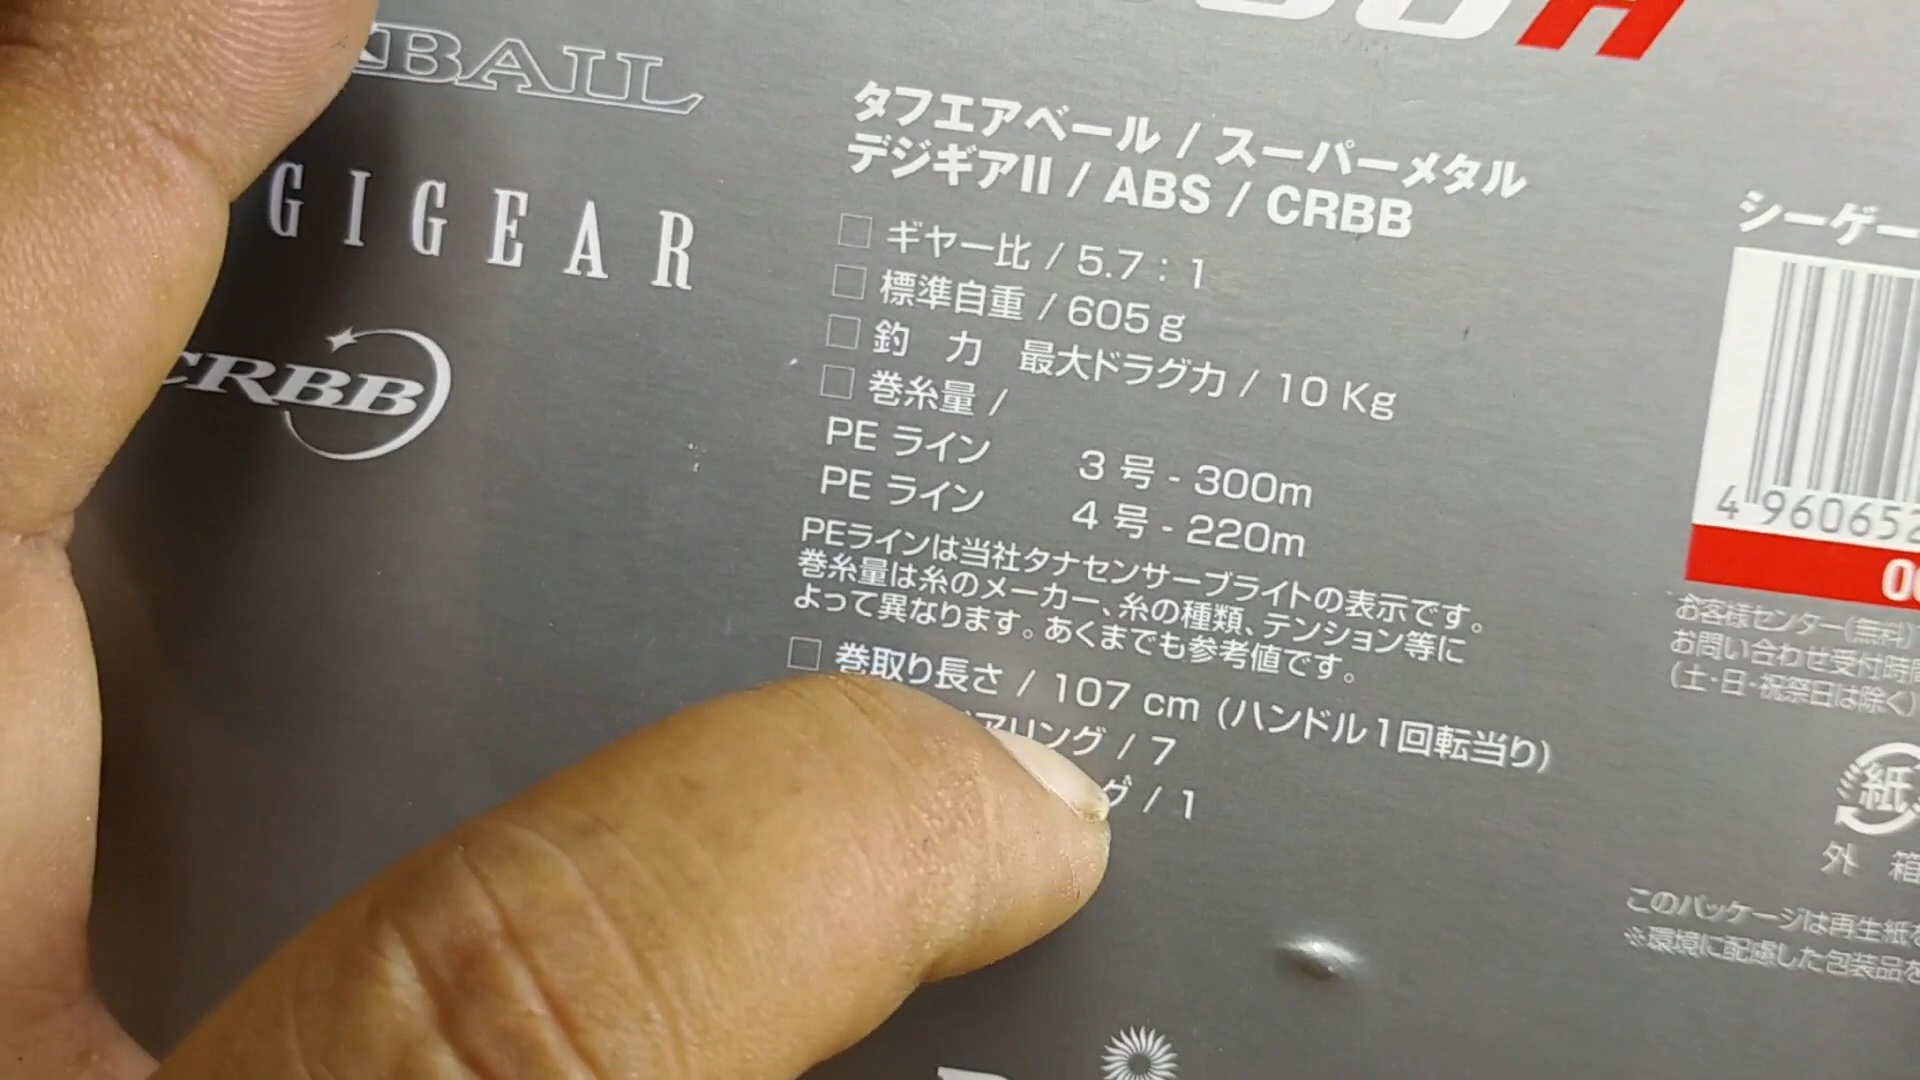 BAIL
GIGEAR
CRBB
タフエアベール / スーパーメタル
デジギアII / ABS / CRBB
□ ギヤー比 / 5.7 : 1
□ 標準自重 / 605 g
□ 釣 力 最大ドラグ力 / 10 Kg
□ 巻糸量 /
PE ライン 3 号 - 300m
PE ライン 4 号 - 220m
PEラインは当社タナセンサーブライトの表示です。
巻糸量は糸のメーカー、糸の種類、テンション等に
よって異なります。あくまでも参考値です。
□ 巻取り長さ / 107 cm (ハンドル1回転当り)
アリング / 7
グ / 1
シーゲー
4 960652
00
お客様センター(無料)
お問い合わせ受付時間
(土・日・祝祭日は除く)
紙
外 箱
このパッケージは再生紙を
※環境に配慮した包装品を